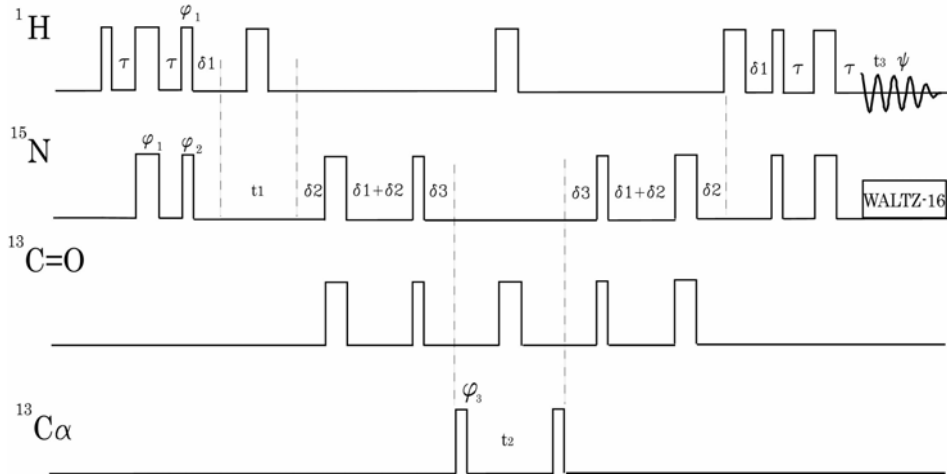 ¹H
φ₁
τ τ δ1
δ1 τ τ t₃ ψ
¹⁵N
φ₁ φ₂
t1 δ2 δ1+δ2 δ3 δ3 δ1+δ2 δ2 WALTZ-16
¹³C=O
¹³Cα
φ₃
t₂